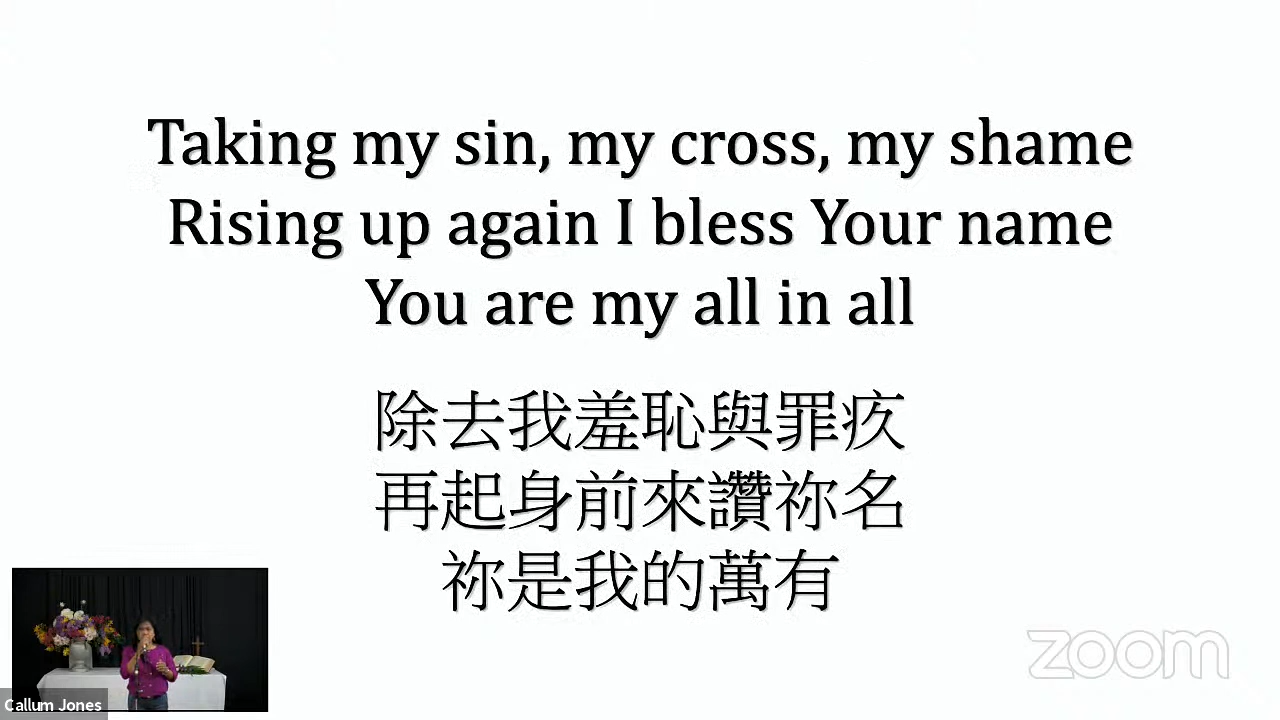 Taking my sin, my cross, my shame
Rising up again I bless Your name
You are my all in all
除去我羞恥與罪疚
再起身前來讚祢名
祢是我的萬有
zoom
Callum Jones